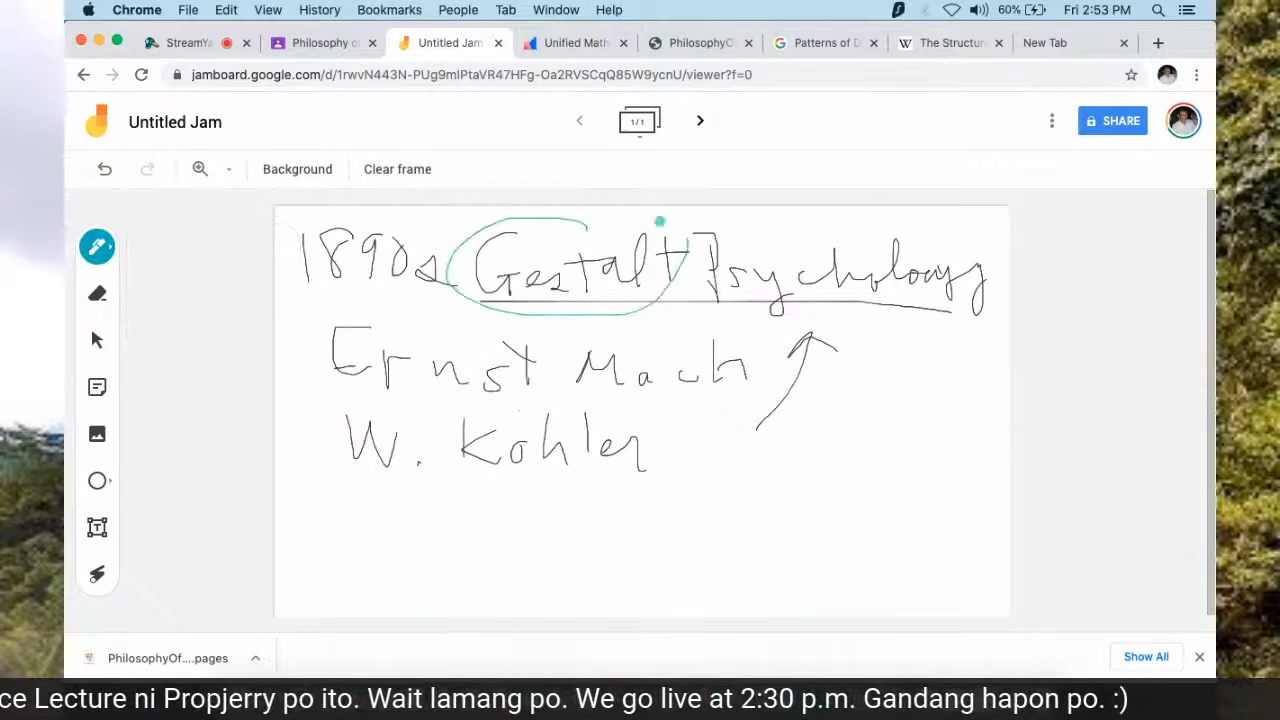 Chrome File Edit View History Bookmarks People Tab Window Help 60% Fri 2:53 PM
StreamYa Philosophy o Untitled Jam Unified Math PhilosophyO Patterns of D The Structur New Tab
jamboard.google.com/d/1rwvN443N-PUg9mlPtaVR47HFg-Oa2RVSCqQ85W9ycnU/viewer?f=0
Untitled Jam 1/1 SHARE
Background Clear frame
1890s Gestalt Psychology
Ernst Mach
W. Kohler
PhilosophyOf....pages Show All
ce Lecture ni Propjerry po ito. Wait lamang po. We go live at 2:30 p.m. Gandang hapon po. :)